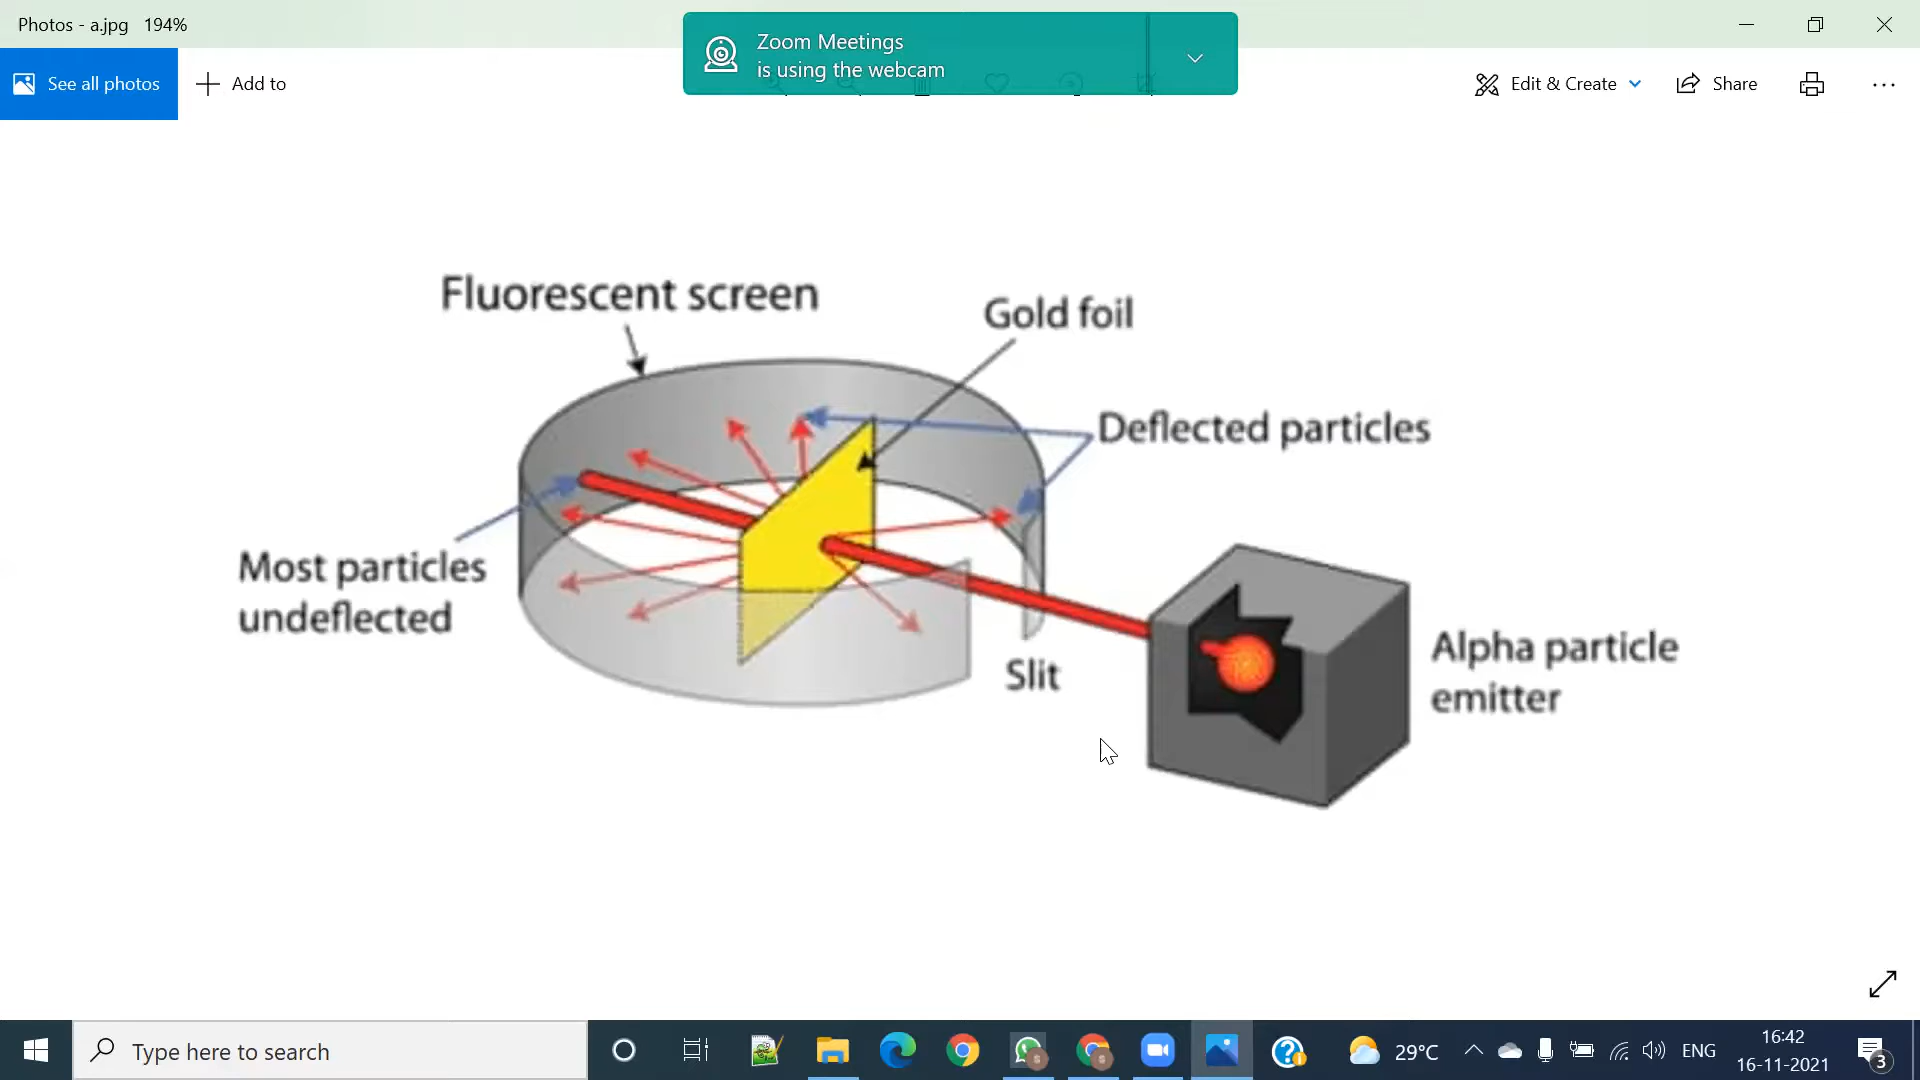 Photos - a.jpg 194%
Zoom Meetings
is using the webcam
See all photos
Add to
Edit & Create
Share
Fluorescent screen
Gold foil
Deflected particles
Most particles
undeflected
Slit
Alpha particle
emitter
Type here to search
29°C
ENG
16:42
16-11-2021
3